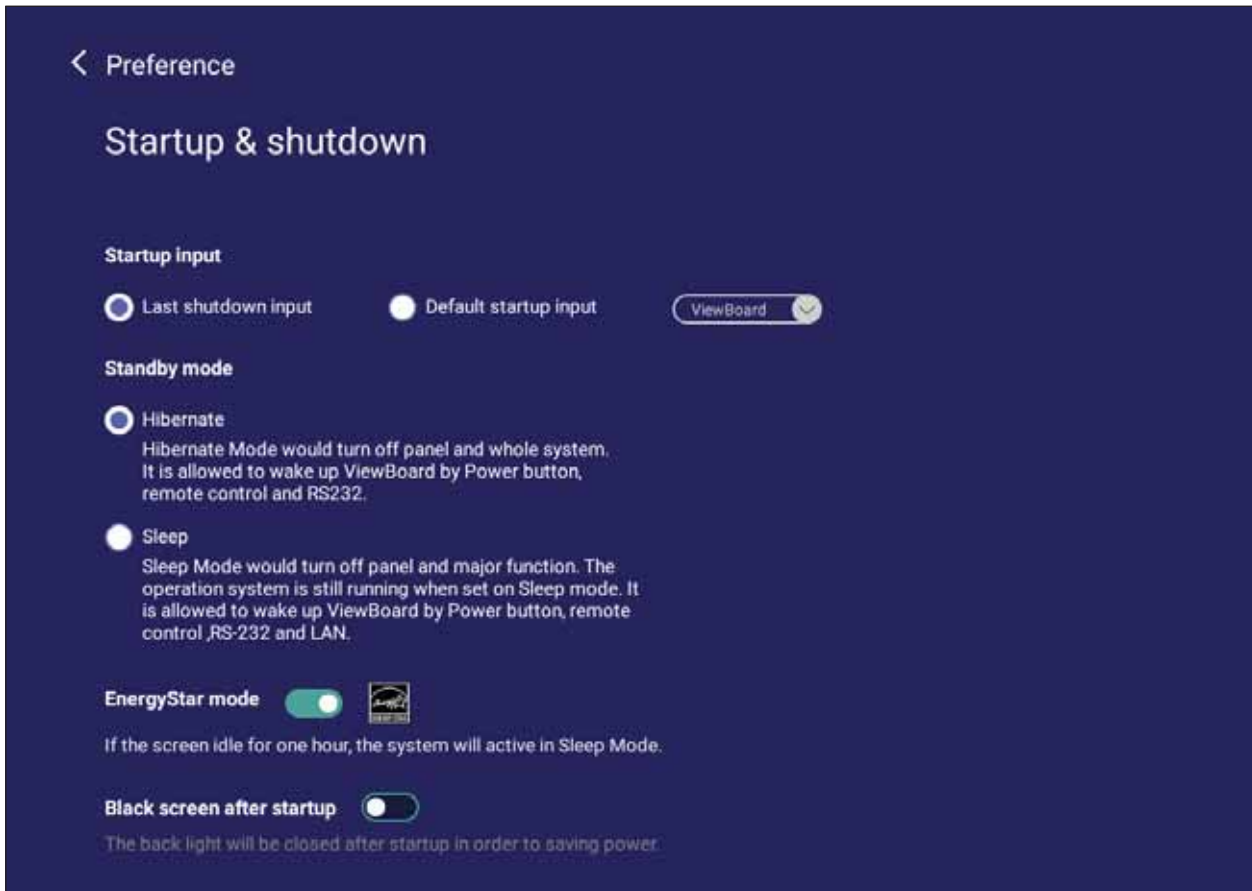 Preference
Startup & shutdown
Startup input
Last shutdown input
Default startup input
ViewBoard
Standby mode
Hibernate
Hibernate Mode would turn off panel and whole system.
It is allowed to wake up ViewBoard by Power button,
remote control and RS232.
Sleep
Sleep Mode would turn off panel and major function. The
operation system is still running when set on Sleep mode. It
is allowed to wake up ViewBoard by Power button, remote
control ,RS-232 and LAN.
EnergyStar mode
If the screen idle for one hour, the system will active in Sleep Mode.
Black screen after startup
The back light will be closed after startup in order to saving power.